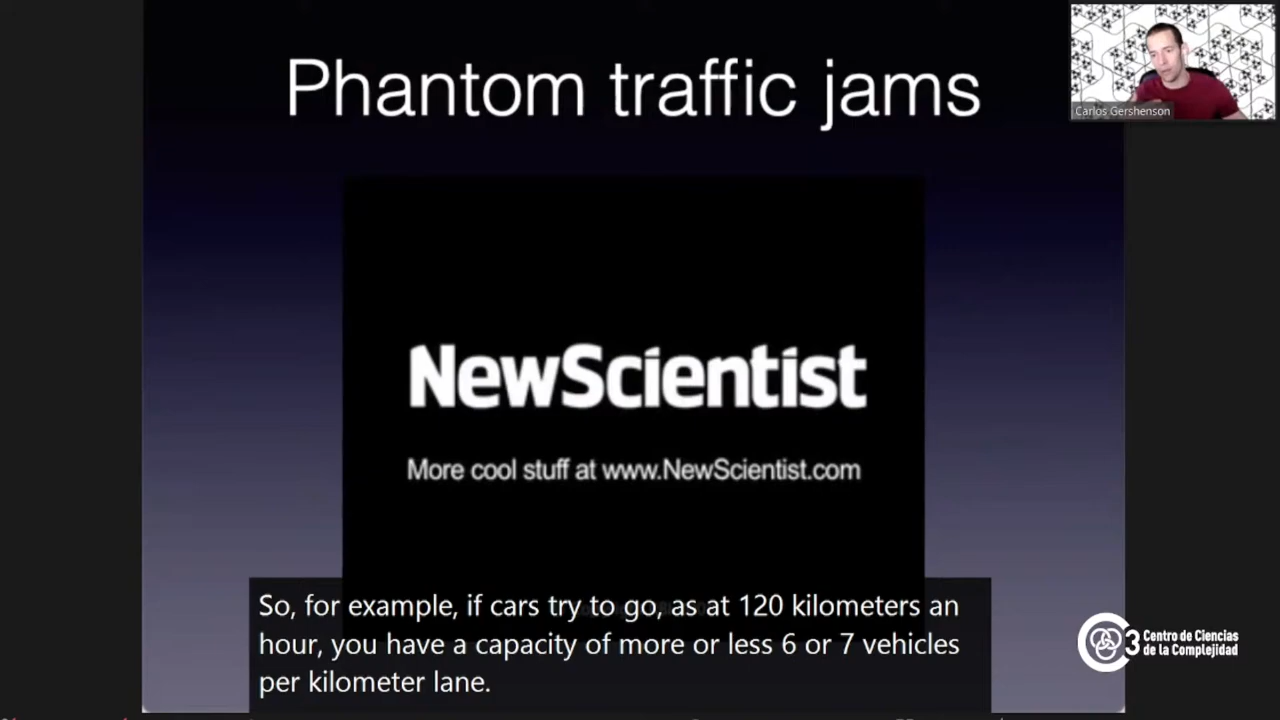 Phantom traffic jams
Carlos Gershenson
NewScientist
More cool stuff at www.NewScientist.com
So, for example, if cars try to go, as at 120 kilometers an
hour, you have a capacity of more or less 6 or 7 vehicles
per kilometer lane.
C3 Centro de Ciencias
de la Complejidad